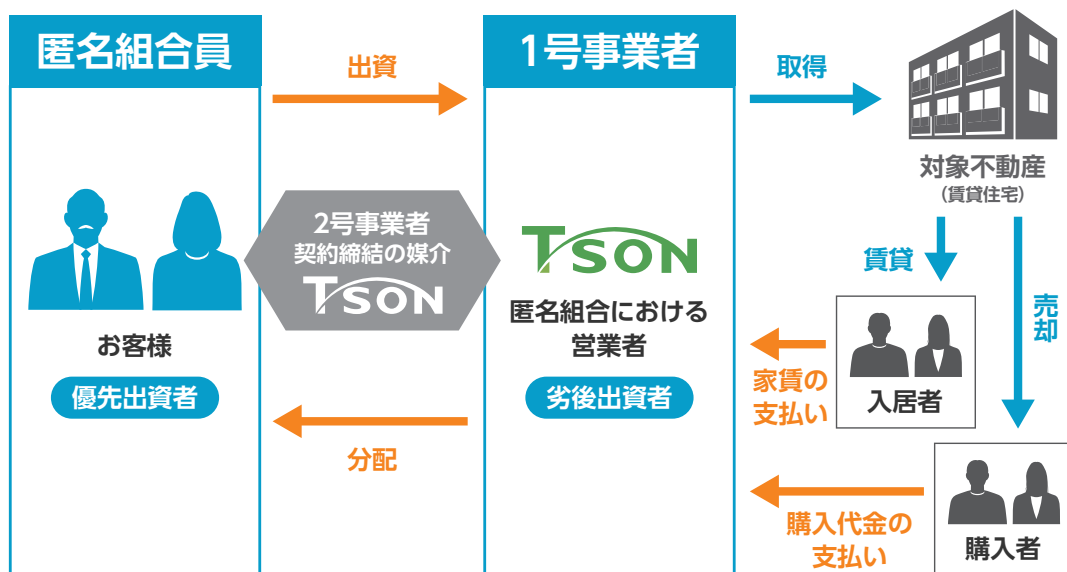 匿名組合員
出資
1号事業者
取得
対象不動産
(賃貸住宅)
2号事業者
契約締結の媒介
TSON
TSON
匿名組合における
営業者
お客様
優先出資者
劣後出資者
分配
賃貸
売却
家賃の
支払い
入居者
購入代金の
支払い
購入者